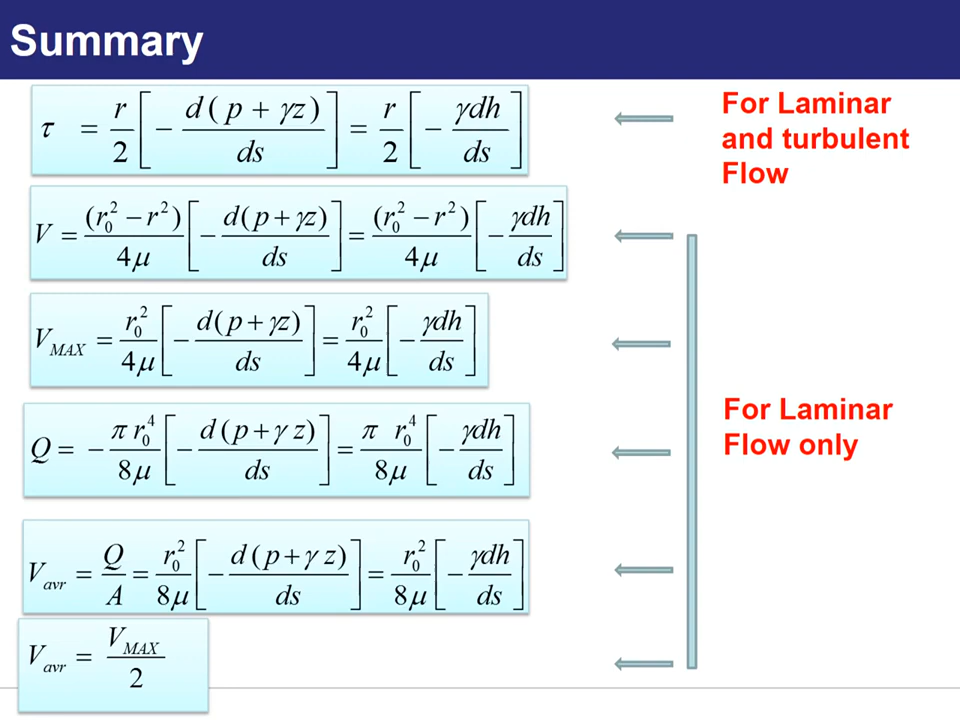 Summary
τ = r/2 [ − d(p + γz)/ds ] = r/2 [ − γdh/ds ]
For Laminar
and turbulent
Flow
V = (r₀² − r²)/4μ [ − d(p + γz)/ds ] = (r₀² − r²)/4μ [ − γdh/ds ]
V_MAX = r₀²/4μ [ − d(p + γz)/ds ] = r₀²/4μ [ − γdh/ds ]
For Laminar
Flow only
Q = − π r₀⁴/8μ [ − d(p + γ z)/ds ] = π r₀⁴/8μ [ − γdh/ds ]
V_avr = Q/A = r₀²/8μ [ − d(p + γ z)/ds ] = r₀²/8μ [ − γdh/ds ]
V_avr = V_MAX/2